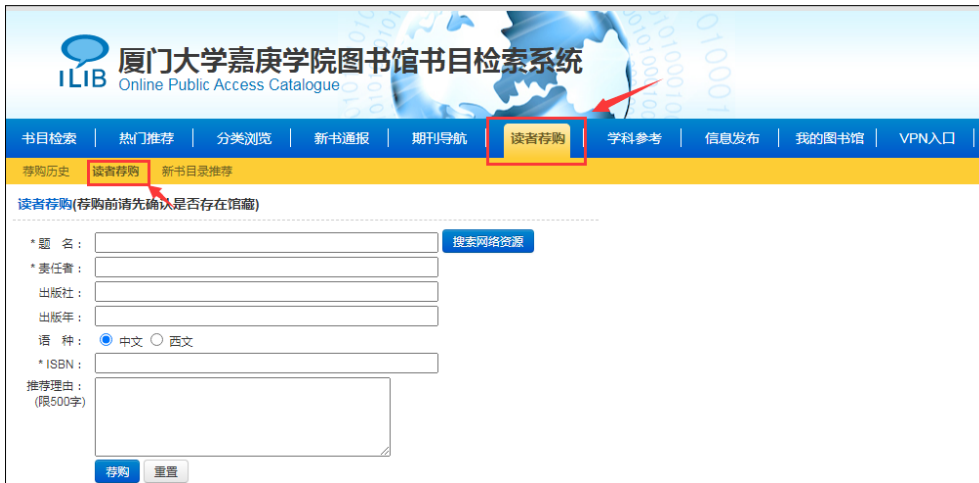 ILIB
厦门大学嘉庚学院图书馆书目检索系统
Online Public Access Catalogue
书目检索 热门推荐 分类浏览 新书通报 期刊导航 读者荐购 学科参考 信息发布 我的图书馆 VPN入口
荐购历史 读者荐购 新书目录推荐
读者荐购(荐购前请先确认是否存在馆藏)
* 题 名： 搜索网络资源
* 责任者：
出版社：
出版年：
语 种： 中文 西文
* ISBN：
推荐理由：
(限500字)
荐购 重置